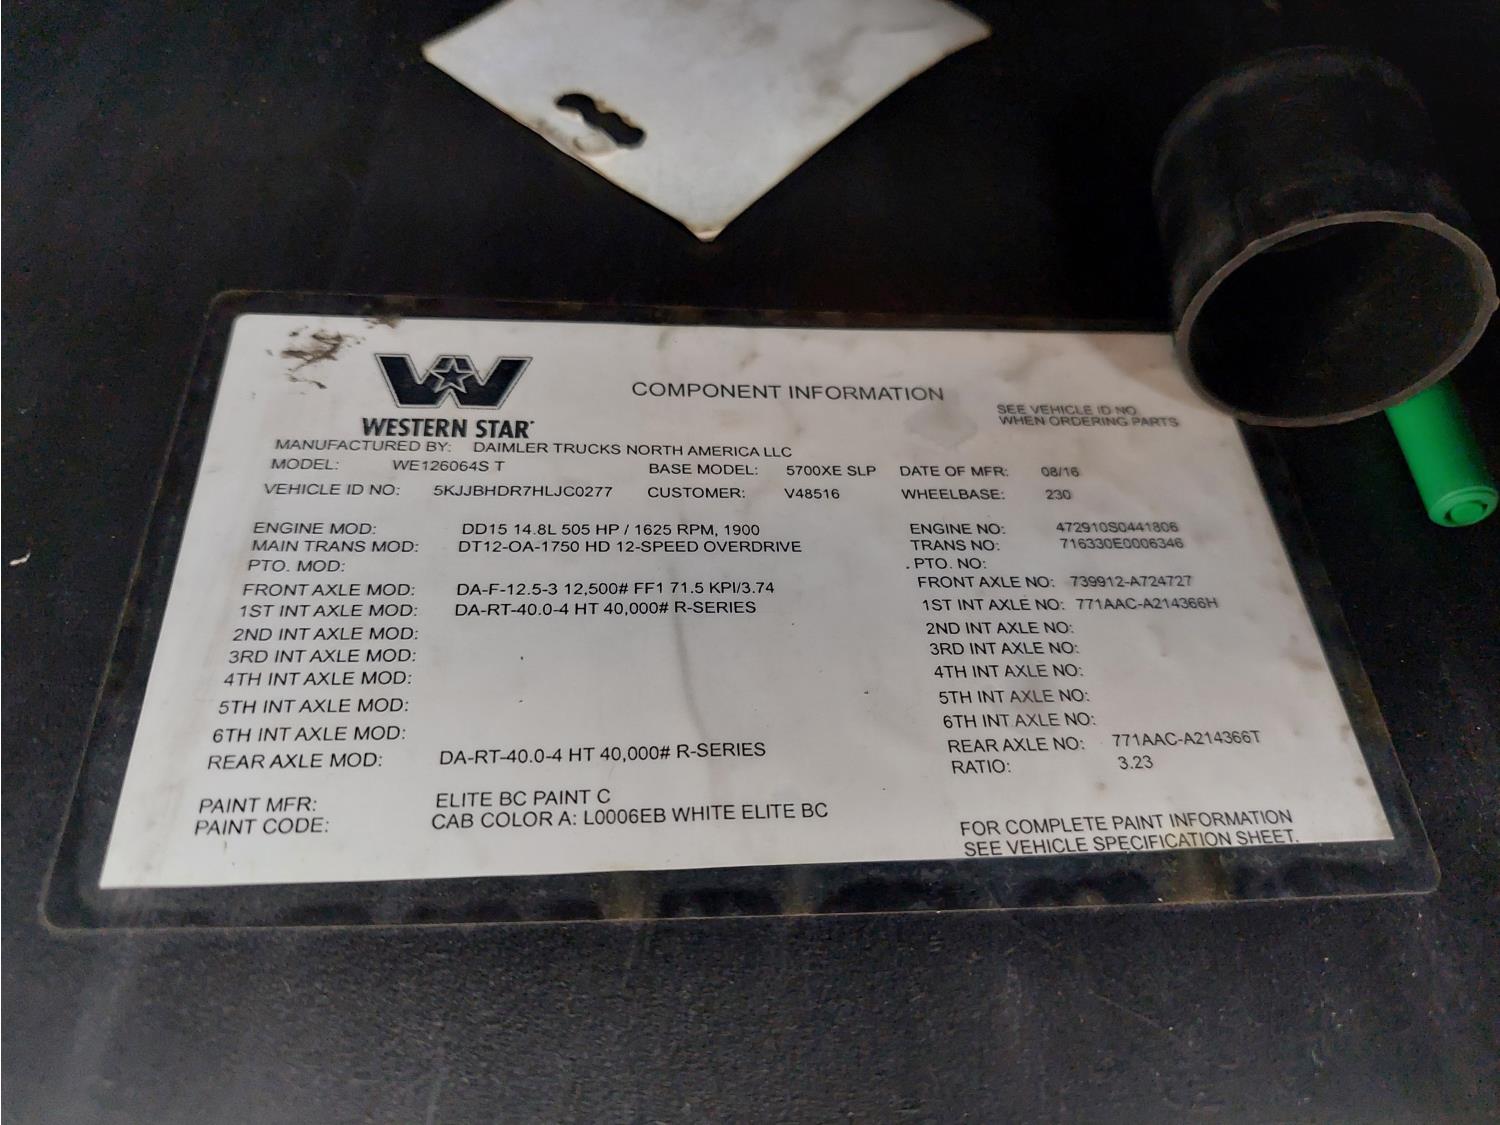 WESTERN STAR
COMPONENT INFORMATION
SEE VEHICLE ID NO.
WHEN ORDERING PARTS
MANUFACTURED BY: DAIMLER TRUCKS NORTH AMERICA LLC
MODEL: WE126064S T BASE MODEL: 5700XE SLP DATE OF MFR: 08/16
VEHICLE ID NO: 5KJJBHDR7HLJC0277 CUSTOMER: V48516 WHEELBASE: 230
ENGINE MOD: DD15 14.8L 505 HP / 1625 RPM, 1900 ENGINE NO: 472910S0441806
MAIN TRANS MOD: DT12-OA-1750 HD 12-SPEED OVERDRIVE TRANS NO: 716330E0006346
PTO. MOD: PTO. NO:
FRONT AXLE MOD: DA-F-12.5-3 12,500# FF1 71.5 KPI/3.74 FRONT AXLE NO: 739912-A724727
1ST INT AXLE MOD: DA-RT-40.0-4 HT 40,000# R-SERIES 1ST INT AXLE NO: 771AAC-A214366H
2ND INT AXLE MOD: 2ND INT AXLE NO:
3RD INT AXLE MOD: 3RD INT AXLE NO:
4TH INT AXLE MOD: 4TH INT AXLE NO:
5TH INT AXLE MOD: 5TH INT AXLE NO:
6TH INT AXLE MOD: 6TH INT AXLE NO:
REAR AXLE MOD: DA-RT-40.0-4 HT 40,000# R-SERIES REAR AXLE NO: 771AAC-A214366T
RATIO: 3.23
PAINT MFR: ELITE BC PAINT C
PAINT CODE: CAB COLOR A: L0006EB WHITE ELITE BC
FOR COMPLETE PAINT INFORMATION
SEE VEHICLE SPECIFICATION SHEET.